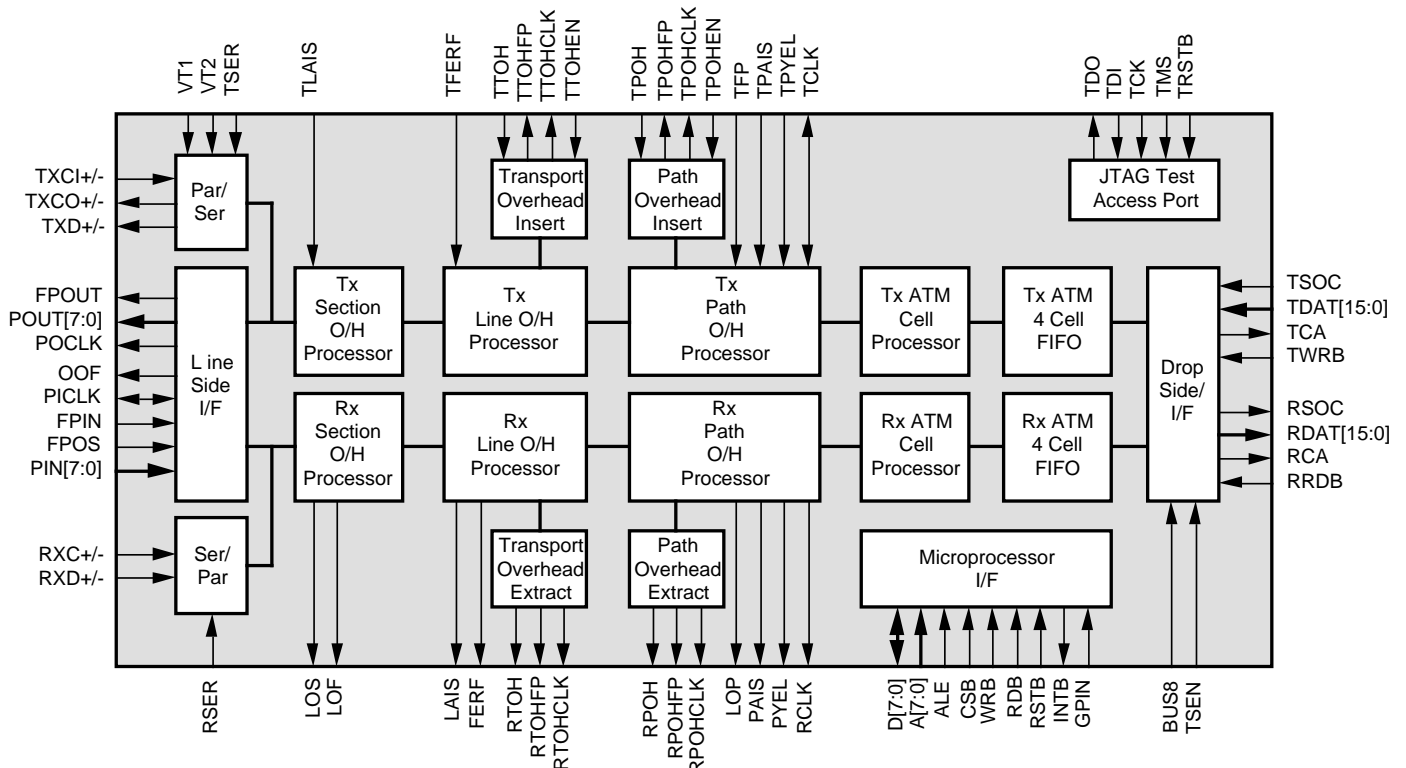 VT1
VT2
TSER
TLAIS
TFERF
TTOH
TTOHFP
TTOHCLK
TTOHEN
TPOH
TPOHFP
TPOHCLK
TPOHEN
TFP
TPAIS
TPYEL
TCLK
TDO
TDI
TCK
TMS
TRSTB
TXCI+/-
TXCO+/-
TXD+/-
Par/
Ser
Transport
Overhead
Insert
Path
Overhead
Insert
JTAG Test
Access Port
FPOUT
POUT[7:0]
POCLK
OOF
PICLK
FPIN
FPOS
PIN[7:0]
L ine
Side
I/F
Tx
Section
O/H
Processor
Tx
Line O/H
Processor
Tx
Path
O/H
Processor
Tx ATM
Cell
Processor
Tx ATM
4 Cell
FIFO
Drop
Side/
I/F
TSOC
TDAT[15:0]
TCA
TWRB
RSOC
RDAT[15:0]
RCA
RRDB
Rx
Section
O/H
Processor
Rx
Line O/H
Processor
Rx
Path
O/H
Processor
Rx ATM
Cell
Processor
Rx ATM
4 Cell
FIFO
RXC+/-
RXD+/-
Ser/
Par
Transport
Overhead
Extract
Path
Overhead
Extract
Microprocessor
I/F
RSER
LOS
LOF
LAIS
FERF
RTOH
RTOHFP
RTOHCLK
RPOH
RPOHFP
RPOHCLK
LOP
PAIS
PYEL
RCLK
D[7:0]
A[7:0]
ALE
CSB
WRB
RDB
RSTB
INTB
GPIN
BUS8
TSEN